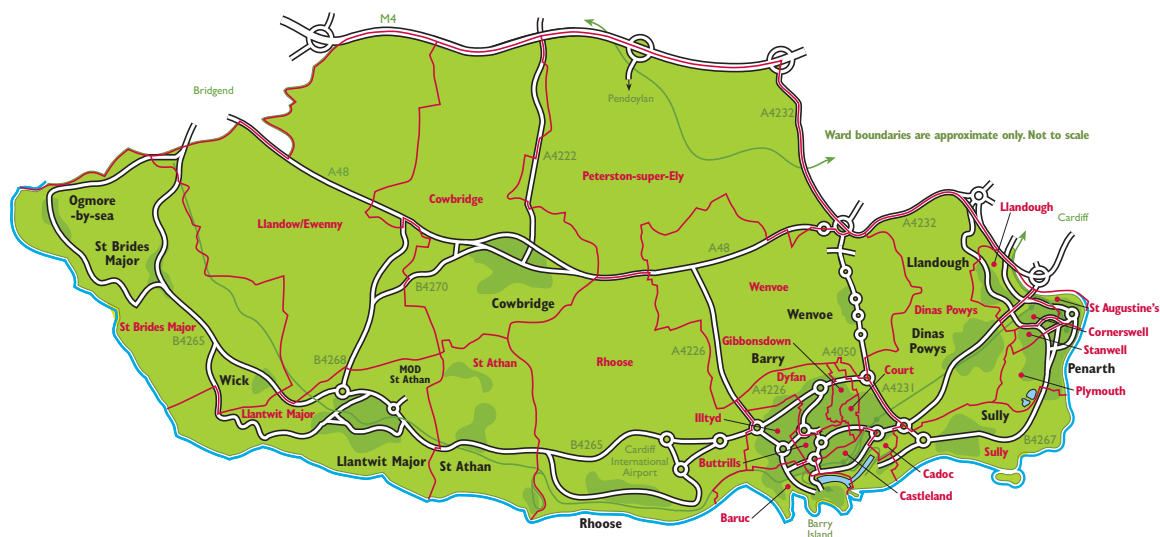 M4
Bridgend
Pendoylan
A4232
Ward boundaries are approximate only. Not to scale
A4222
A48
Peterston-super-Ely
Cowbridge
Ogmore
-by-sea
Llandow/Ewenny
Llandough
Cardiff
A4232
St Brides
Major
A48
Llandough
B4270
Cowbridge
Wenvoe
St Augustine's
Dinas Powys
Wenvoe
St Brides Major
B4265
Cornerswell
Gibbonsdown
Dinas
Powys
Stanwell
A4226
Barry
A4050
B4268
St Athan
Rhoose
MOD
St Athan
Court
Penarth
Wick
Dyfan
A4226
A4231
Plymouth
Llantwit Major
Illtyd
Sully
B4265
B4267
Cardiff
International
Airport
Sully
Llantwit Major
St Athan
Buttrills
Cadoc
Castleland
Baruc
Rhoose
Barry
Island